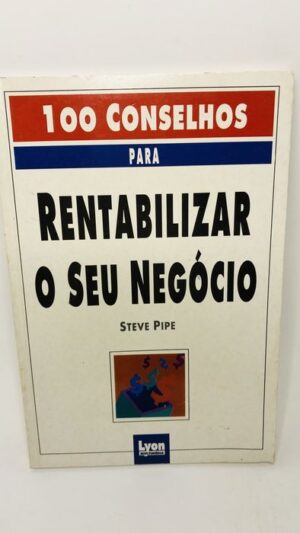 100 CONSELHOS
PARA
RENTABILIZAR
O SEU NEGÓCIO
STEVE PIPE
Lyon